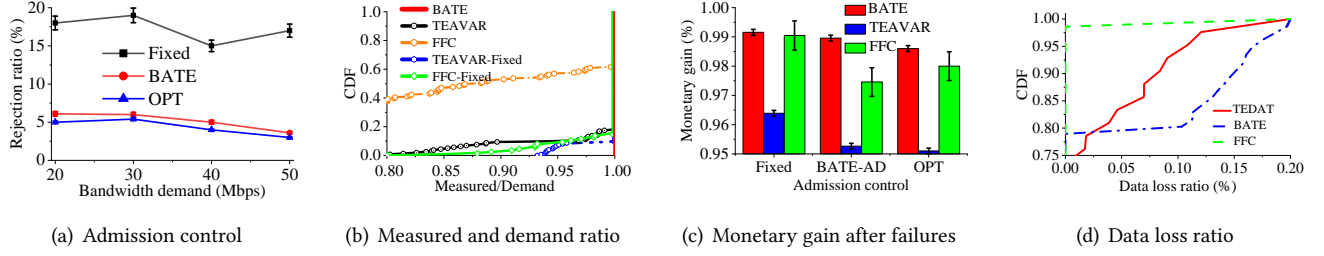 Rejection ratio (%)
20
15
10
5
0
Fixed
BATE
OPT
20 30 40 50
Bandwidth demand (Mbps)
(a) Admission control
CDF
1.0
0.8
0.6
0.4
0.2
0.0
BATE
TEAVAR
FFC
TEAVAR-Fixed
FFC-Fixed
0.80 0.85 0.90 0.95 1.00
Measured/Demand
(b) Measured and demand ratio
Monetary gain (%)
1.00
0.99
0.98
0.97
0.96
0.95
BATE
TEAVAR
FFC
Fixed BATE-AD OPT
Admission control
(c) Monetary gain after failures
CDF
1.00
0.95
0.90
0.85
0.80
0.75
TEDAT
BATE
FFC
0.00 0.05 0.10 0.15 0.20
Data loss ratio (%)
(d) Data loss ratio